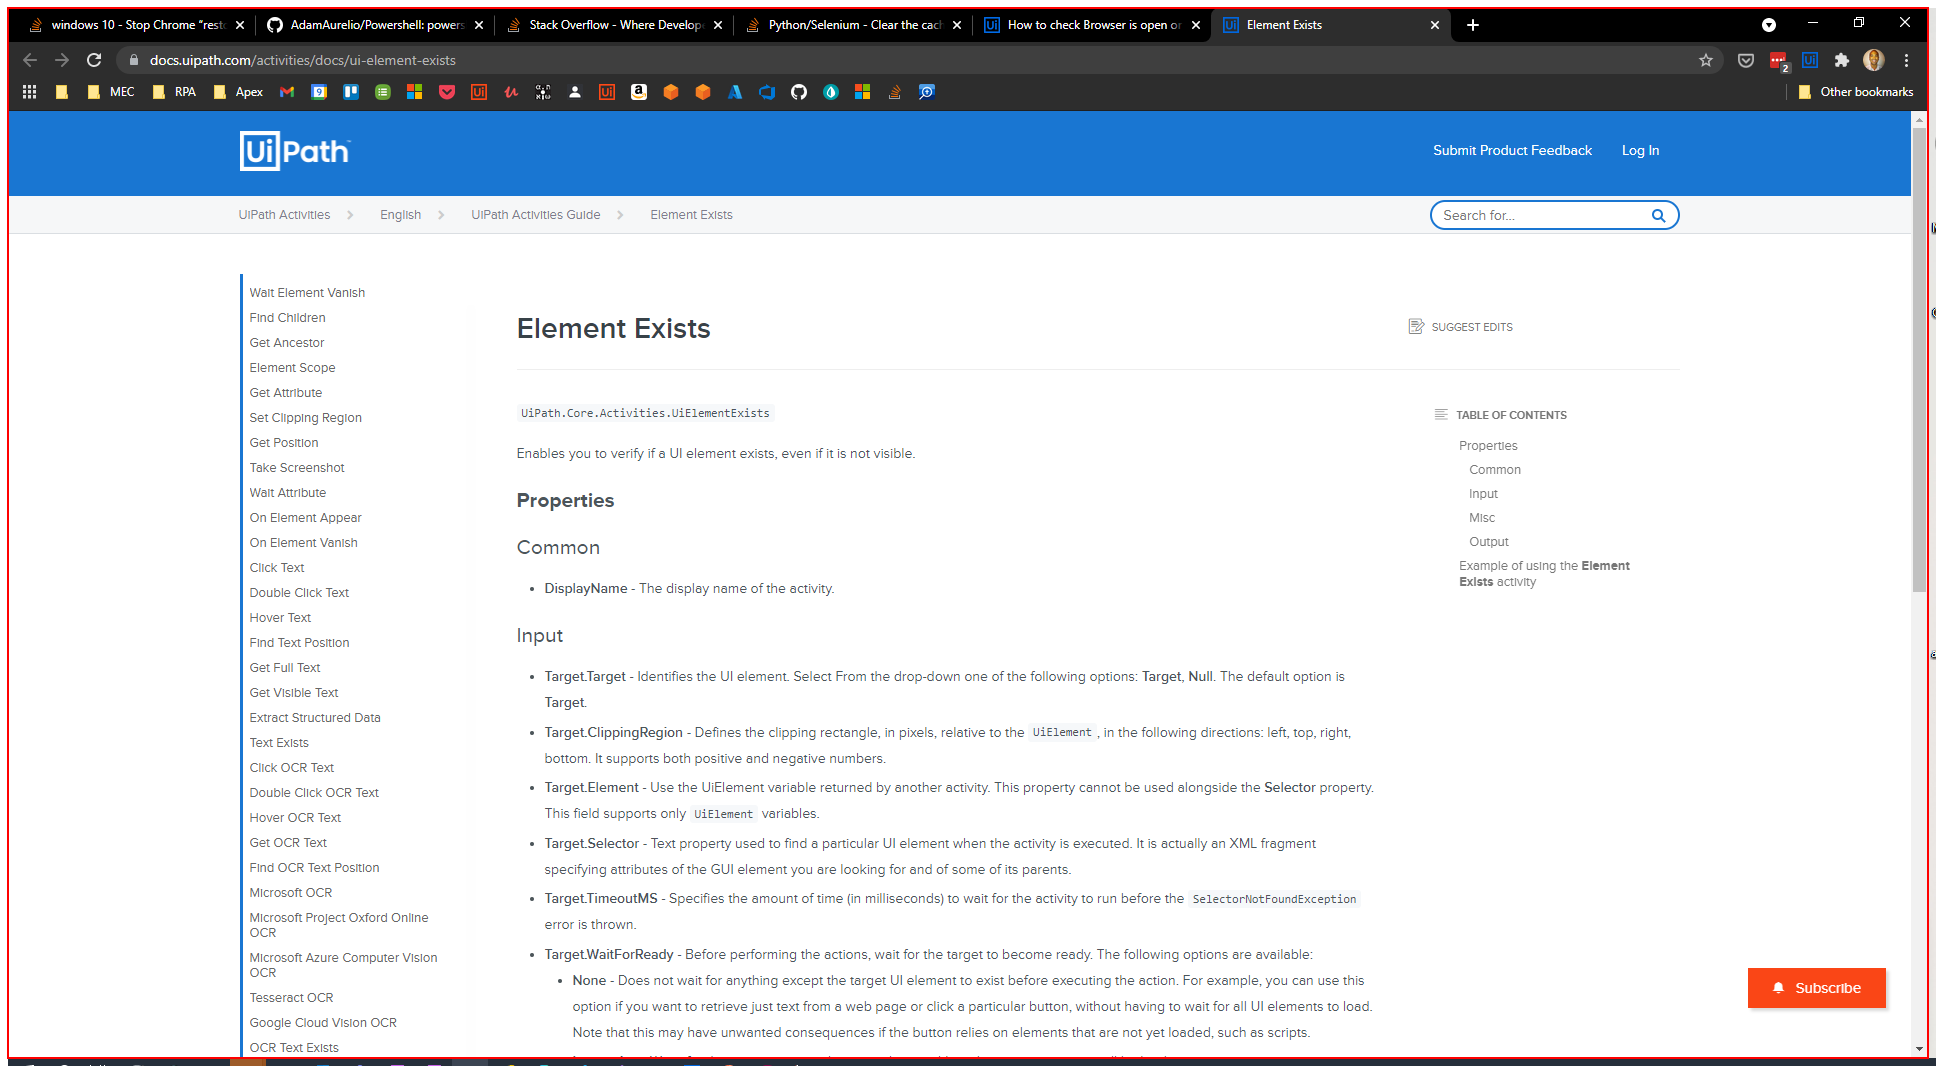 windows 10 - Stop Chrome "rest
AdamAurelio/Powershell: powers
Stack Overflow - Where Develop
Python/Selenium - Clear the cach
How to check Browser is open or
Element Exists
docs.uipath.com/activities/docs/ui-element-exists
2
MEC
RPA
Apex
Other bookmarks
UiPath
Submit Product Feedback
Log In
UiPath Activities
English
UiPath Activities Guide
Element Exists
Search for...
Wait Element Vanish
Find Children
Get Ancestor
Element Scope
Get Attribute
Set Clipping Region
Get Position
Take Screenshot
Wait Attribute
On Element Appear
On Element Vanish
Click Text
Double Click Text
Hover Text
Find Text Position
Get Full Text
Get Visible Text
Extract Structured Data
Text Exists
Click OCR Text
Double Click OCR Text
Hover OCR Text
Get OCR Text
Find OCR Text Position
Microsoft OCR
Microsoft Project Oxford Online
OCR
Microsoft Azure Computer Vision
OCR
Tesseract OCR
Google Cloud Vision OCR
OCR Text Exists
Element Exists
SUGGEST EDITS
UiPath.Core.Activities.UiElementExists
Enables you to verify if a UI element exists, even if it is not visible.
Properties
Common
• DisplayName - The display name of the activity.
Input
• Target.Target - Identifies the UI element. Select From the drop-down one of the following options: Target, Null. The default option is
Target.
• Target.ClippingRegion - Defines the clipping rectangle, in pixels, relative to the UiElement , in the following directions: left, top, right,
bottom. It supports both positive and negative numbers.
• Target.Element - Use the UiElement variable returned by another activity. This property cannot be used alongside the Selector property.
This field supports only UiElement variables.
• Target.Selector - Text property used to find a particular UI element when the activity is executed. It is actually an XML fragment
specifying attributes of the GUI element you are looking for and of some of its parents.
• Target.TimeoutMS - Specifies the amount of time (in milliseconds) to wait for the activity to run before the SelectorNotFoundException
error is thrown.
• Target.WaitForReady - Before performing the actions, wait for the target to become ready. The following options are available:
• None - Does not wait for anything except the target UI element to exist before executing the action. For example, you can use this
option if you want to retrieve just text from a web page or click a particular button, without having to wait for all UI elements to load.
Note that this may have unwanted consequences if the button relies on elements that are not yet loaded, such as scripts.
TABLE OF CONTENTS
Properties
Common
Input
Misc
Output
Example of using the Element
Exists activity
Subscribe